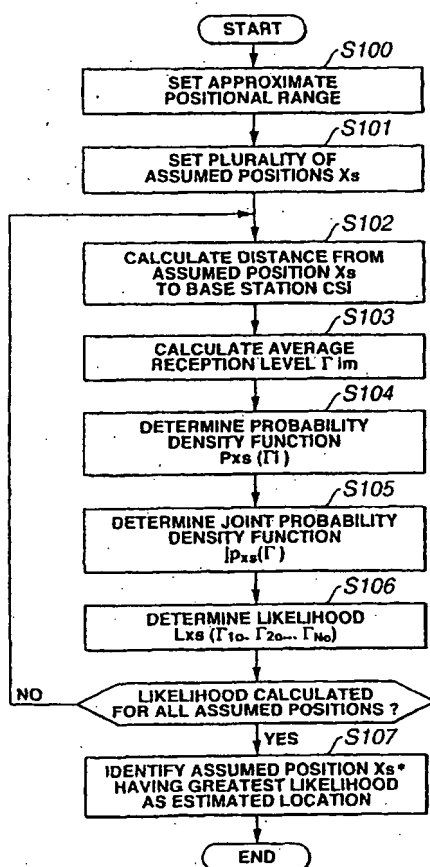 START
S100
SET APPROXIMATE
POSITIONAL RANGE
S101
SET PLURALITY OF
ASSUMED POSITIONS Xs
S102
CALCULATE DISTANCE FROM
ASSUMED POSITION Xs
TO BASE STATION CSi
S103
CALCULATE AVERAGE
RECEPTION LEVEL Γ im
S104
DETERMINE PROBABILITY
DENSITY FUNCTION
Pxs (Γi)
S105
DETERMINE JOINT PROBABILITY
DENSITY FUNCTION
|pxs(Γ)
S106
DETERMINE LIKELIHOOD
Lxs (Γ1o. Γ2o... ΓNo)
NO
LIKELIHOOD CALCULATED
FOR ALL ASSUMED POSITIONS ?
YES
S107
IDENTIFY ASSUMED POSITION Xs*
HAVING GREATEST LIKELIHOOD
AS ESTIMATED LOCATION
END